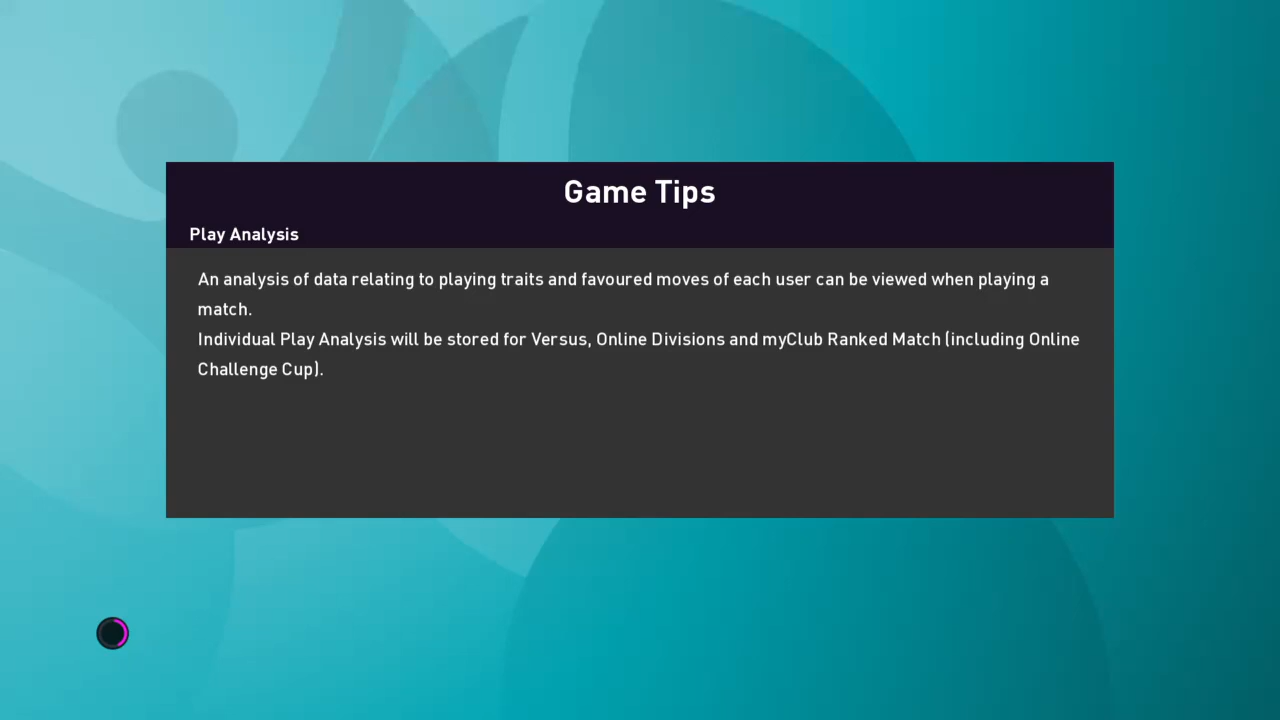 Game Tips
Play Analysis
An analysis of data relating to playing traits and favoured moves of each user can be viewed when playing a
match.
Individual Play Analysis will be stored for Versus, Online Divisions and myClub Ranked Match (including Online
Challenge Cup).